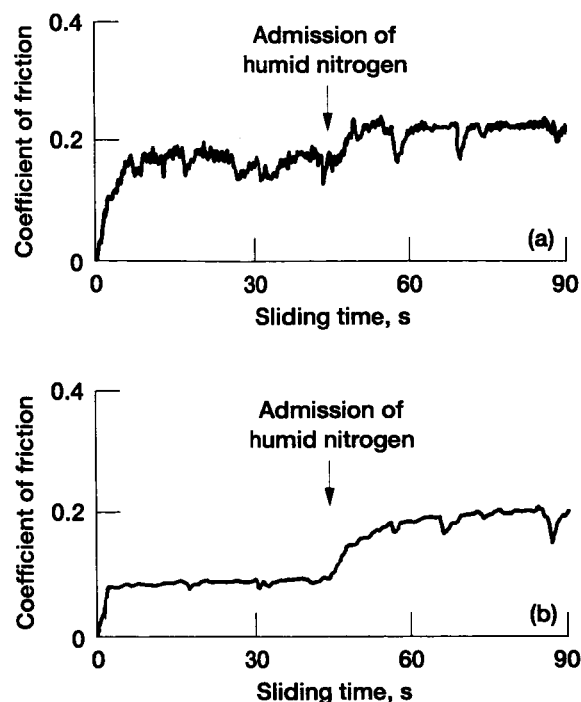 0.4
Admission of
humid nitrogen
0.2
Coefficient of friction
(a)
0
0
30
60
90
Sliding time, s
0.4
Admission of
humid nitrogen
0.2
Coefficient of friction
(b)
0
0
30
60
90
Sliding time, s